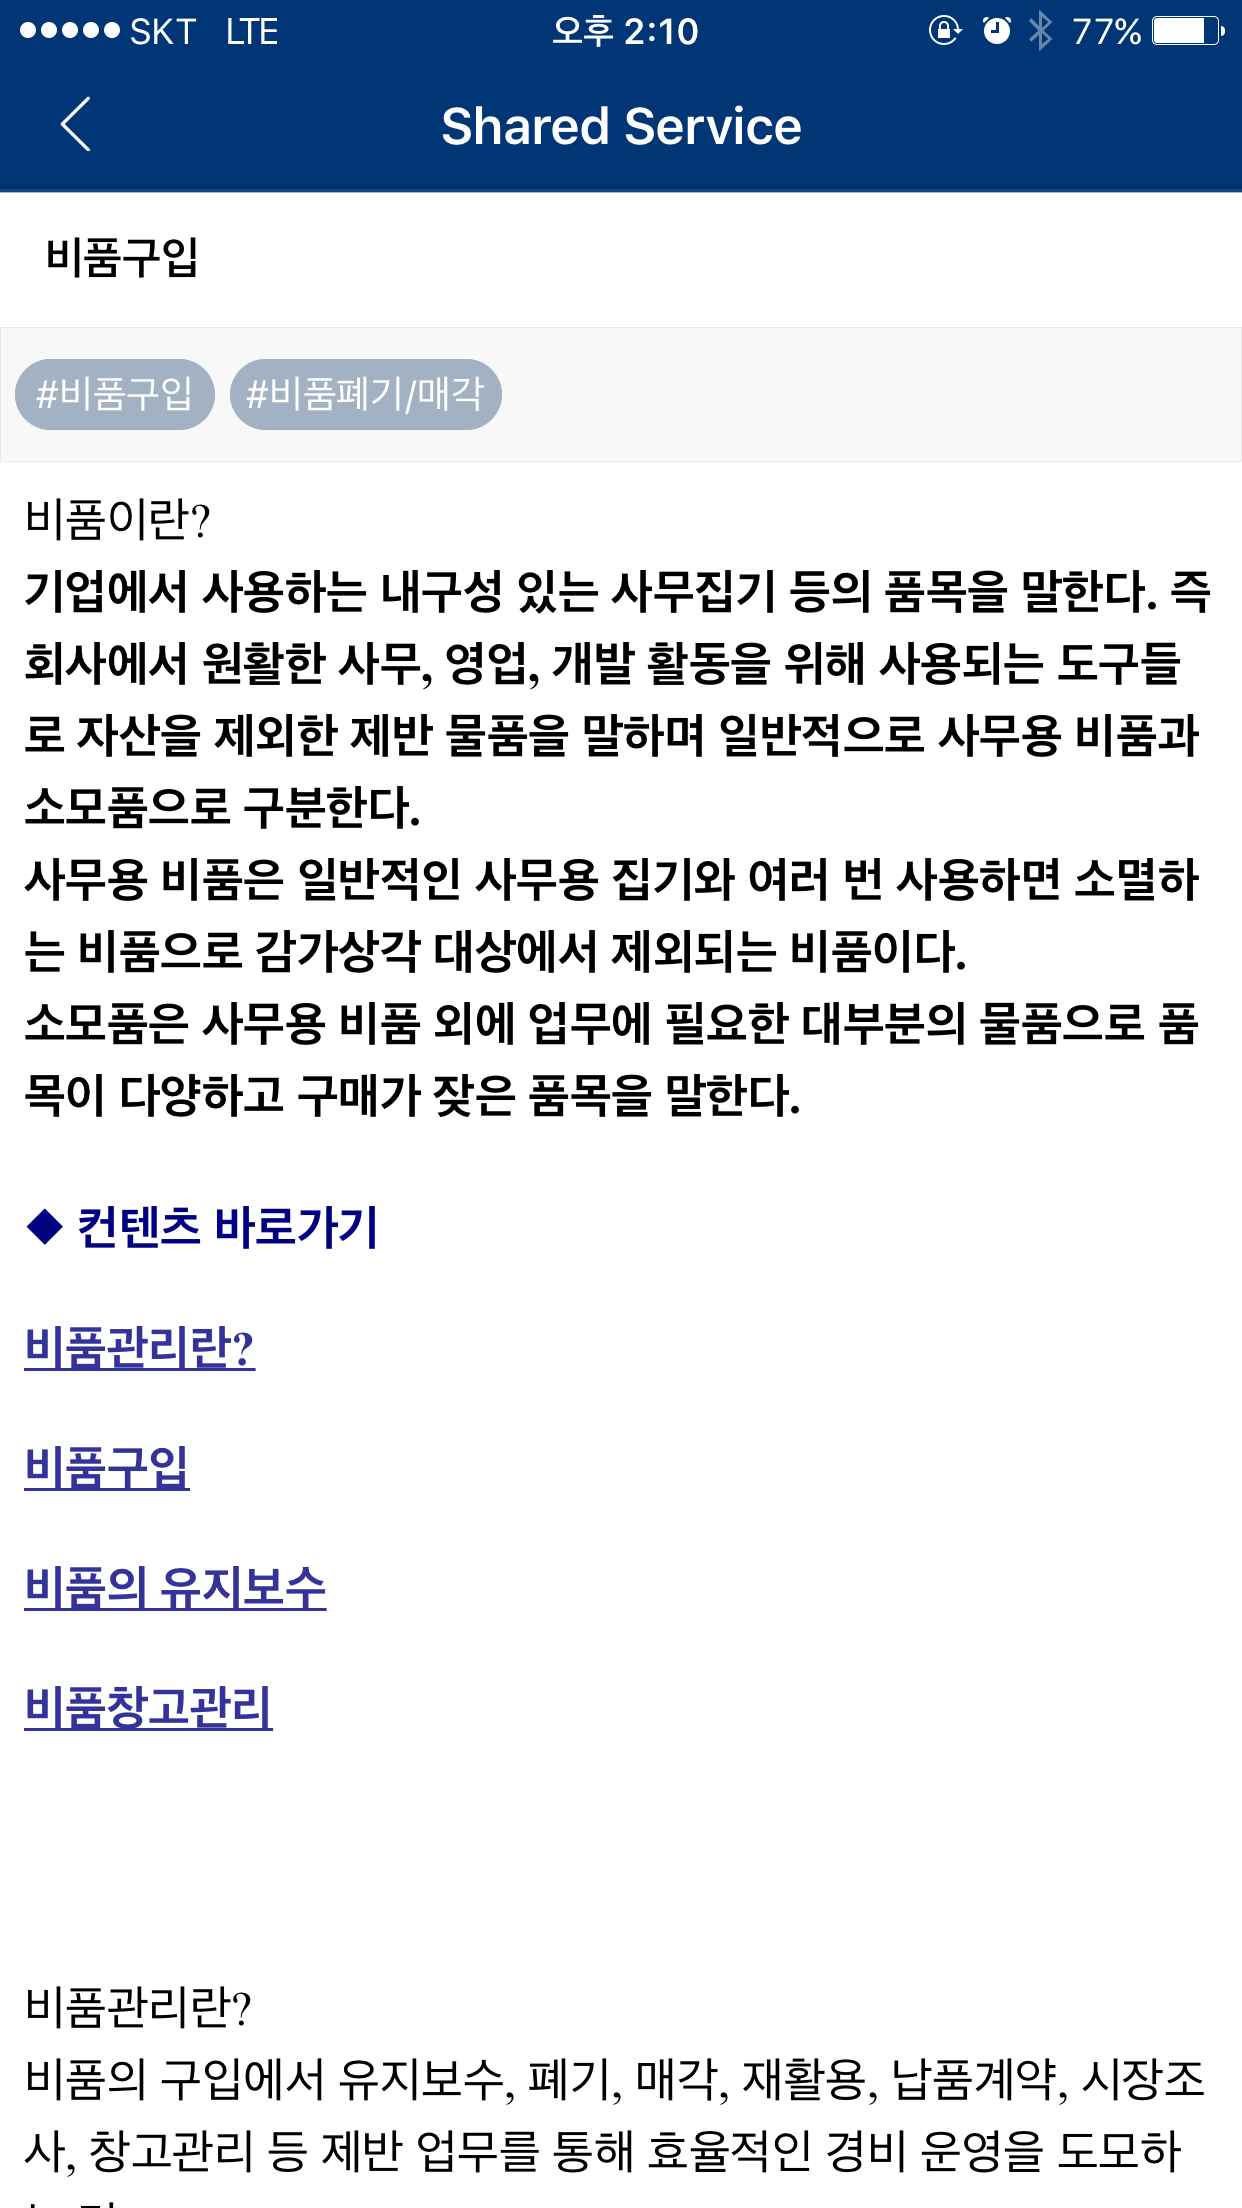 SKT LTE 오후 2:10 77%
Shared Service
비품구입
#비품구입 #비품폐기/매각
비품이란?
기업에서 사용하는 내구성 있는 사무집기 등의 품목을 말한다. 즉
회사에서 원활한 사무, 영업, 개발 활동을 위해 사용되는 도구들
로 자산을 제외한 제반 물품을 말하며 일반적으로 사무용 비품과
소모품으로 구분한다.
사무용 비품은 일반적인 사무용 집기와 여러 번 사용하면 소멸하
는 비품으로 감가상각 대상에서 제외되는 비품이다.
소모품은 사무용 비품 외에 업무에 필요한 대부분의 물품으로 품
목이 다양하고 구매가 잦은 품목을 말한다.
◆ 컨텐츠 바로가기
비품관리란?
비품구입
비품의 유지보수
비품창고관리
비품관리란?
비품의 구입에서 유지보수, 폐기, 매각, 재활용, 납품계약, 시장조
사, 창고관리 등 제반 업무를 통해 효율적인 경비 운영을 도모하